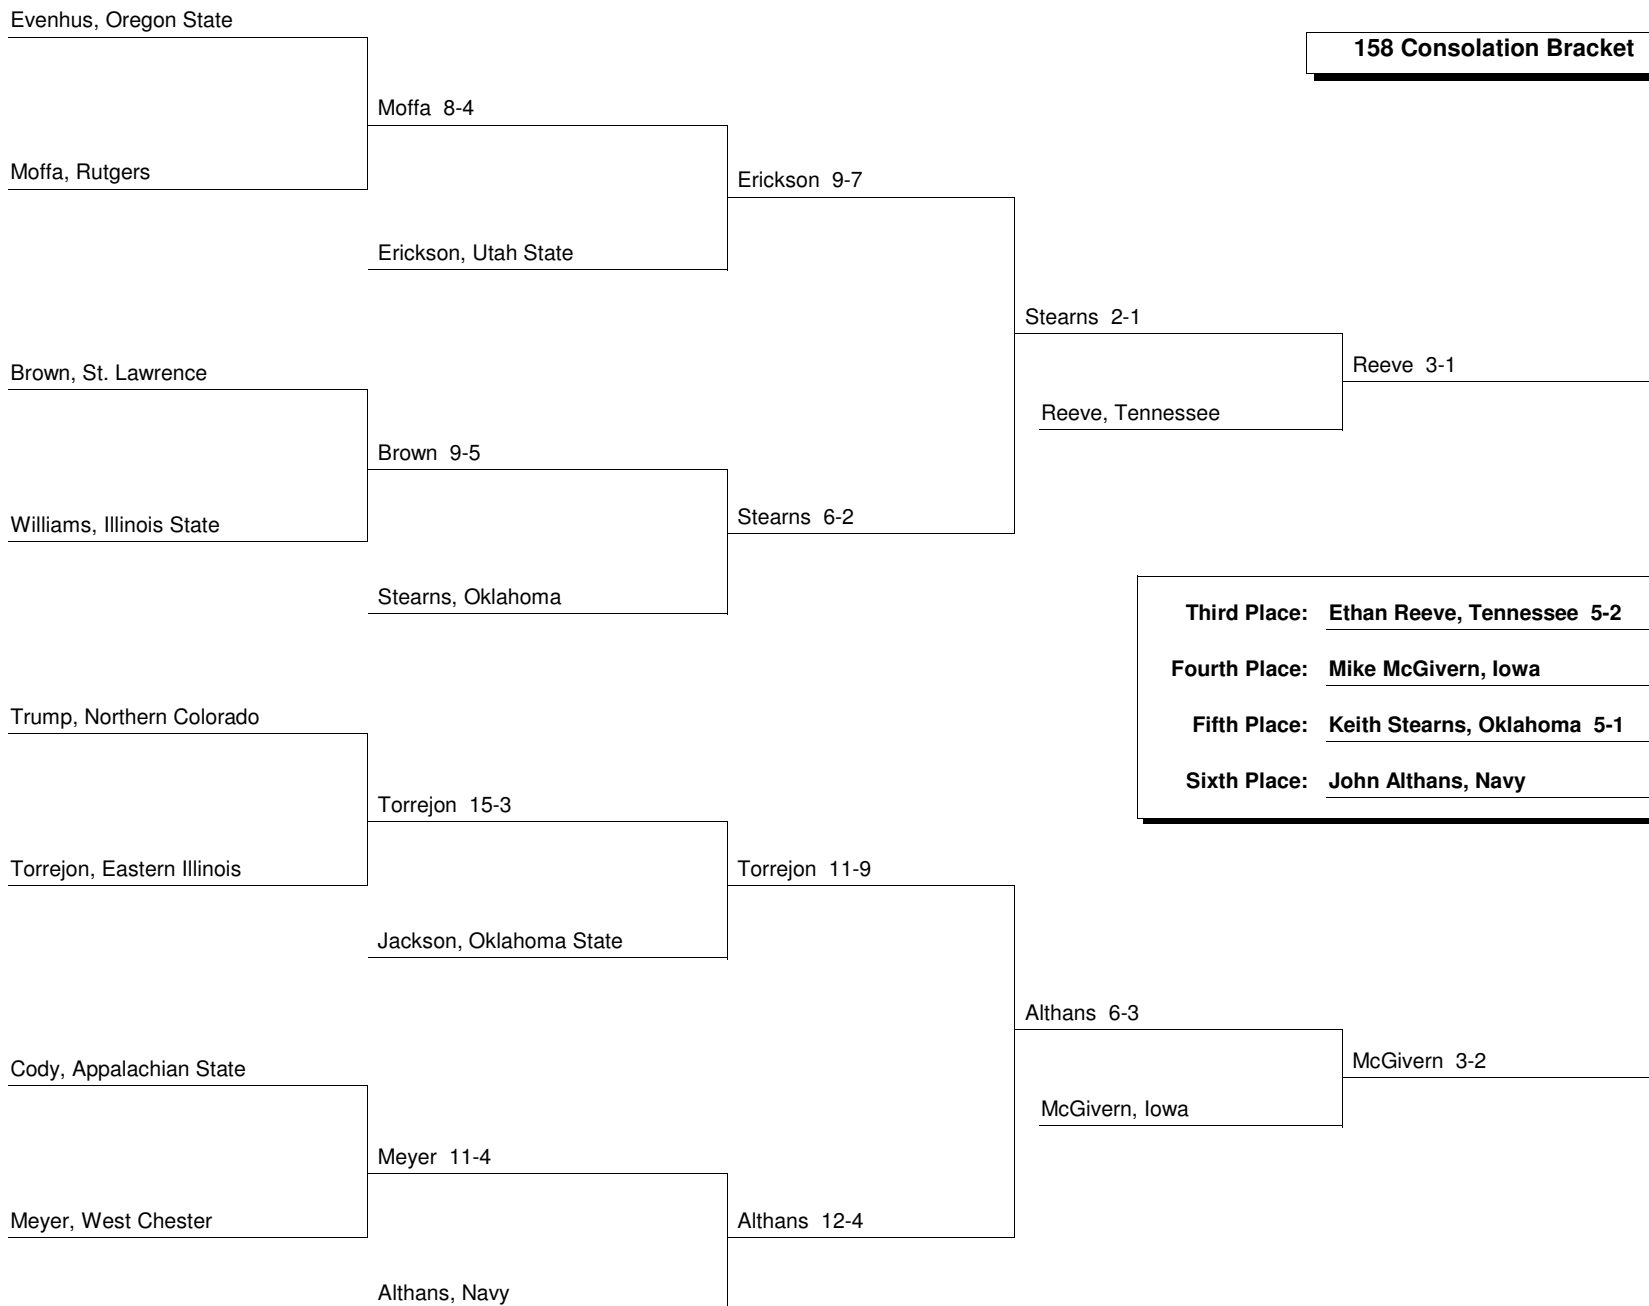 Evenhus, Oregon State
158 Consolation Bracket
Moffa 8-4
Moffa, Rutgers
Erickson 9-7
Erickson, Utah State
Stearns 2-1
Brown, St. Lawrence
Reeve 3-1
Reeve, Tennessee
Brown 9-5
Williams, Illinois State
Stearns 6-2
Stearns, Oklahoma
Third Place: Ethan Reeve, Tennessee 5-2
Fourth Place: Mike McGivern, Iowa
Fifth Place: Keith Stearns, Oklahoma 5-1
Sixth Place: John Althans, Navy
Trump, Northern Colorado
Torrejon 15-3
Torrejon, Eastern Illinois
Torrejon 11-9
Jackson, Oklahoma State
Althans 6-3
Cody, Appalachian State
McGivern 3-2
McGivern, Iowa
Meyer 11-4
Meyer, West Chester
Althans 12-4
Althans, Navy